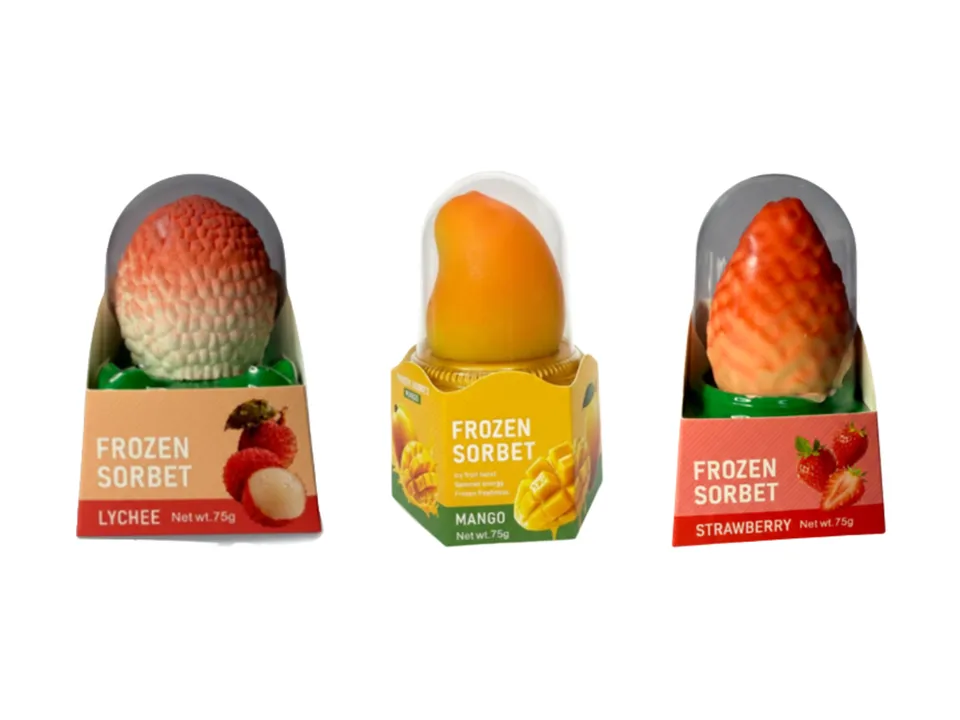 FROZEN
SORBET
LYCHEE Net wt.75g
FROZEN
SORBET
MANGO
Net wt.75g
FROZEN
SORBET
STRAWBERRY Net wt.75g